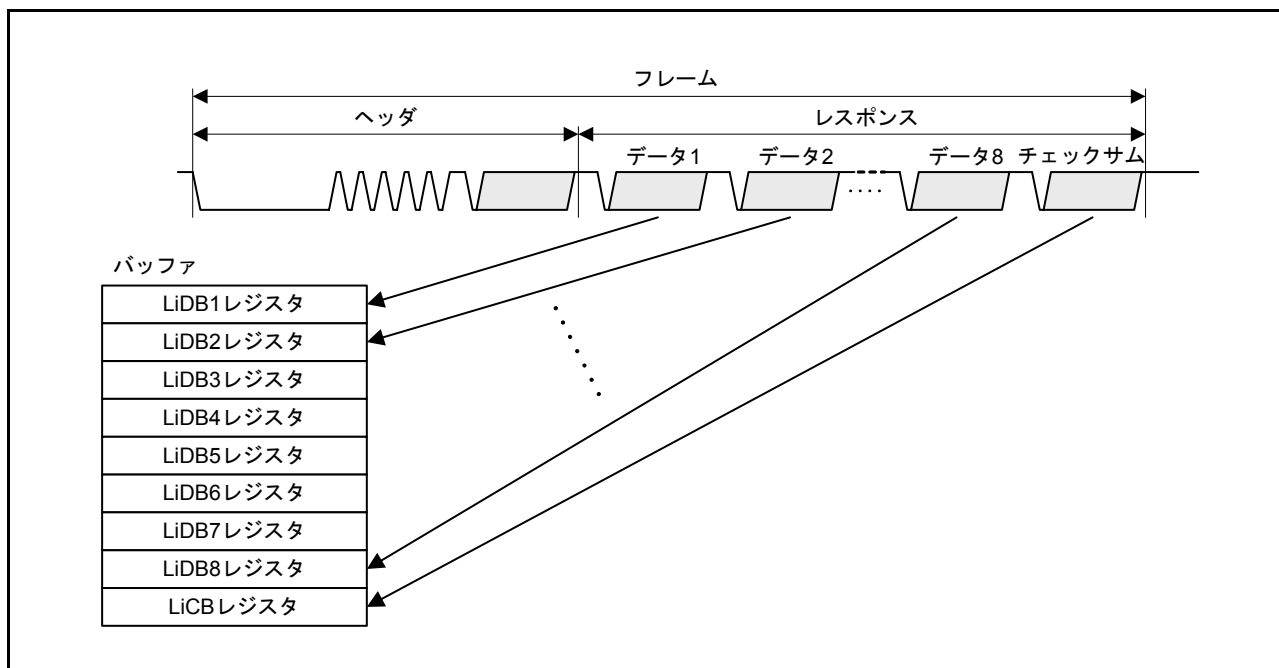 フレーム
ヘッダ
レスポンス
データ1
データ2
データ8
チェックサム
バッファ
LiDB1レジスタ
LiDB2レジスタ
LiDB3レジスタ
LiDB4レジスタ
LiDB5レジスタ
LiDB6レジスタ
LiDB7レジスタ
LiDB8レジスタ
LiCBレジスタ